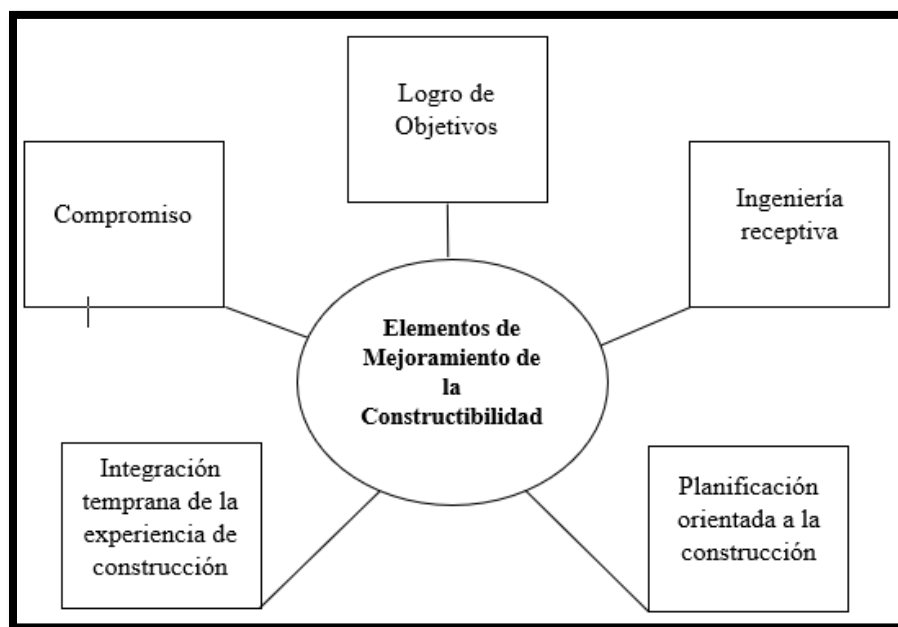 Logro de
Objetivos
Compromiso
Ingeniería
receptiva
Elementos de
Mejoramiento de
la
Constructibilidad
Integración
temprana de la
experiencia de
construcción
Planificación
orientada a la
construcción